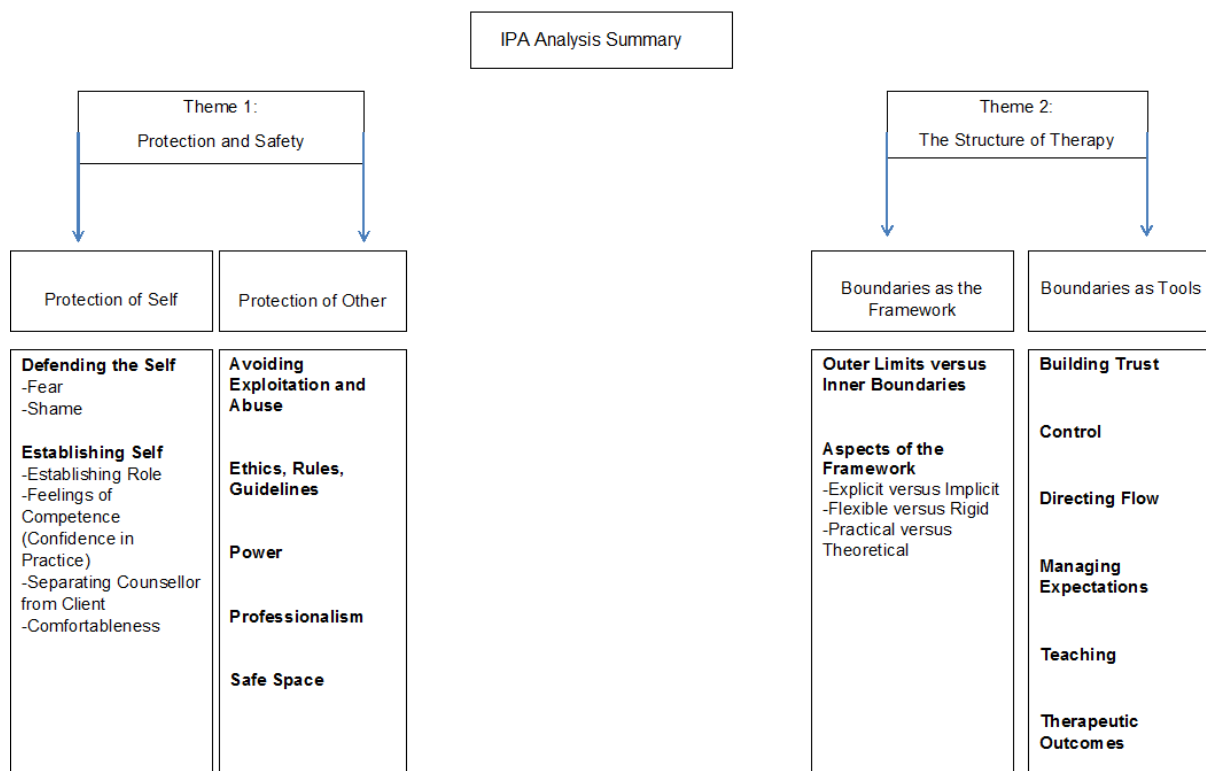 IPA Analysis Summary
Theme 1:
Protection and Safety
Theme 2:
The Structure of Therapy
Protection of Self
Protection of Other
Boundaries as the
Framework
Boundaries as Tools
Defending the Self
-Fear
-Shame
Establishing Self
-Establishing Role
-Feelings of
Competence
(Confidence in
Practice)
-Separating Counsellor
from Client
-Comfortableness
Avoiding
Exploitation and
Abuse
Ethics, Rules,
Guidelines
Power
Professionalism
Safe Space
Outer Limits versus
Inner Boundaries
Aspects of the
Framework
-Explicit versus Implicit
-Flexible versus Rigid
-Practical versus
Theoretical
Building Trust
Control
Directing Flow
Managing
Expectations
Teaching
Therapeutic
Outcomes